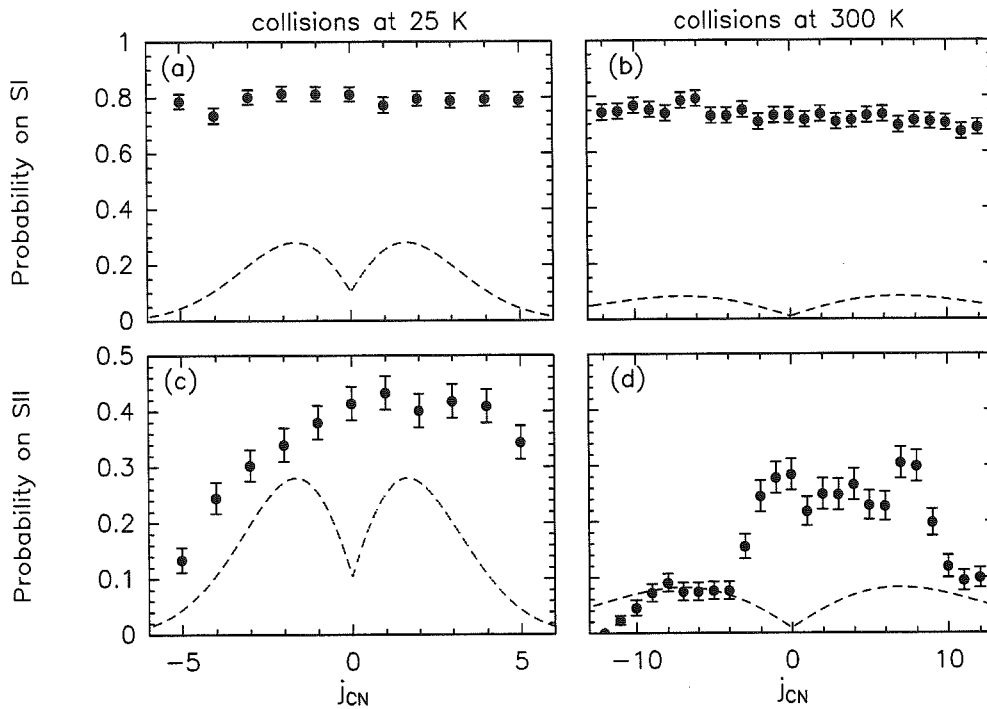 collisions at 25 K
collisions at 300 K
Probability on SI
1
0.8
0.6
0.4
0.2
0
(a)
(b)
Probability on SII
0.5
0.4
0.3
0.2
0.1
0
(c)
(d)
−5
0
5
−10
0
10
jCN
jCN